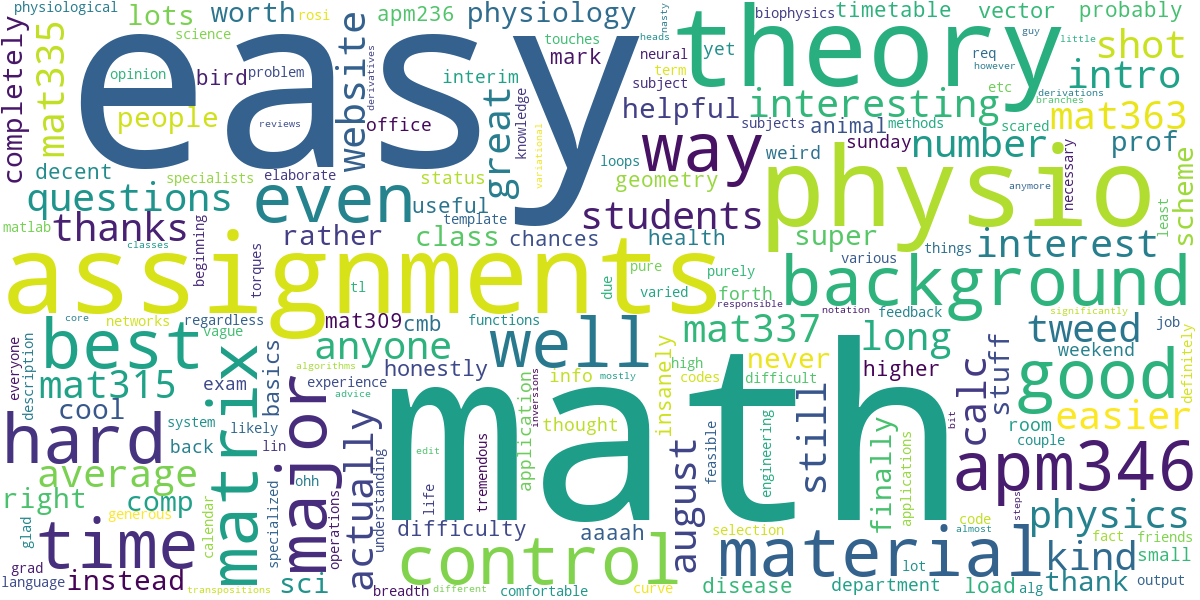 physiological
lots
worth
rosi
apm236
physiology
science
website
easy
touches
mark
theory
nasty
heads
neural
yet
term
subject
biophysics
guy
timetable
vector
little
probably
req
however
shot
intro
etc
derivations
branches
completely
mat335
opinion
bird
problem
people
reviews
derivatives
office
interim
great
knowledge
variational
helpful
interesting
subjects
animal
methods
scared
mat363
decent
specialists
elaborate
status
loops
way
weird
sunday
number
prof
necessary
scheme
questions
even
useful
template
geometry
students
physio
anymore
least
matlab
thanks
classes
beginning
rather
torques
class
chances
health
super
various
things
interest
assignments
tl
pure
due
varied
purely
forth
responsible
background
notation
feedback
significantly
core
networks
regardless
vague
mat309
cmb
functions
everyone
description
best
matrix
basics
anyone
algorithms
well
mat337
long
tweed
job
weekend
definitely
mat315
exam
major
honestly
experience
advice
info
mostly
inversions
insanely
high
codes
never
difficult
higher
calc
stuff
good
hard
cool
system
likely
back
lin
actually
math
application
thought
august
feasible
engineering
still
finally
bit
easier
room
couple
average
right
comp
generous
calendar
specialized
ohh
operations
understanding
edit
life
tremendous
difficulty
aaaah
selection
applications
apm346
code
almost
steps
physics
fact
friends
glad
time
grad
language
instead
transpositions
sci
breadth
control
different
comfortable
curve
disease
material
department
lot
load
alg
kind
thank
small
output